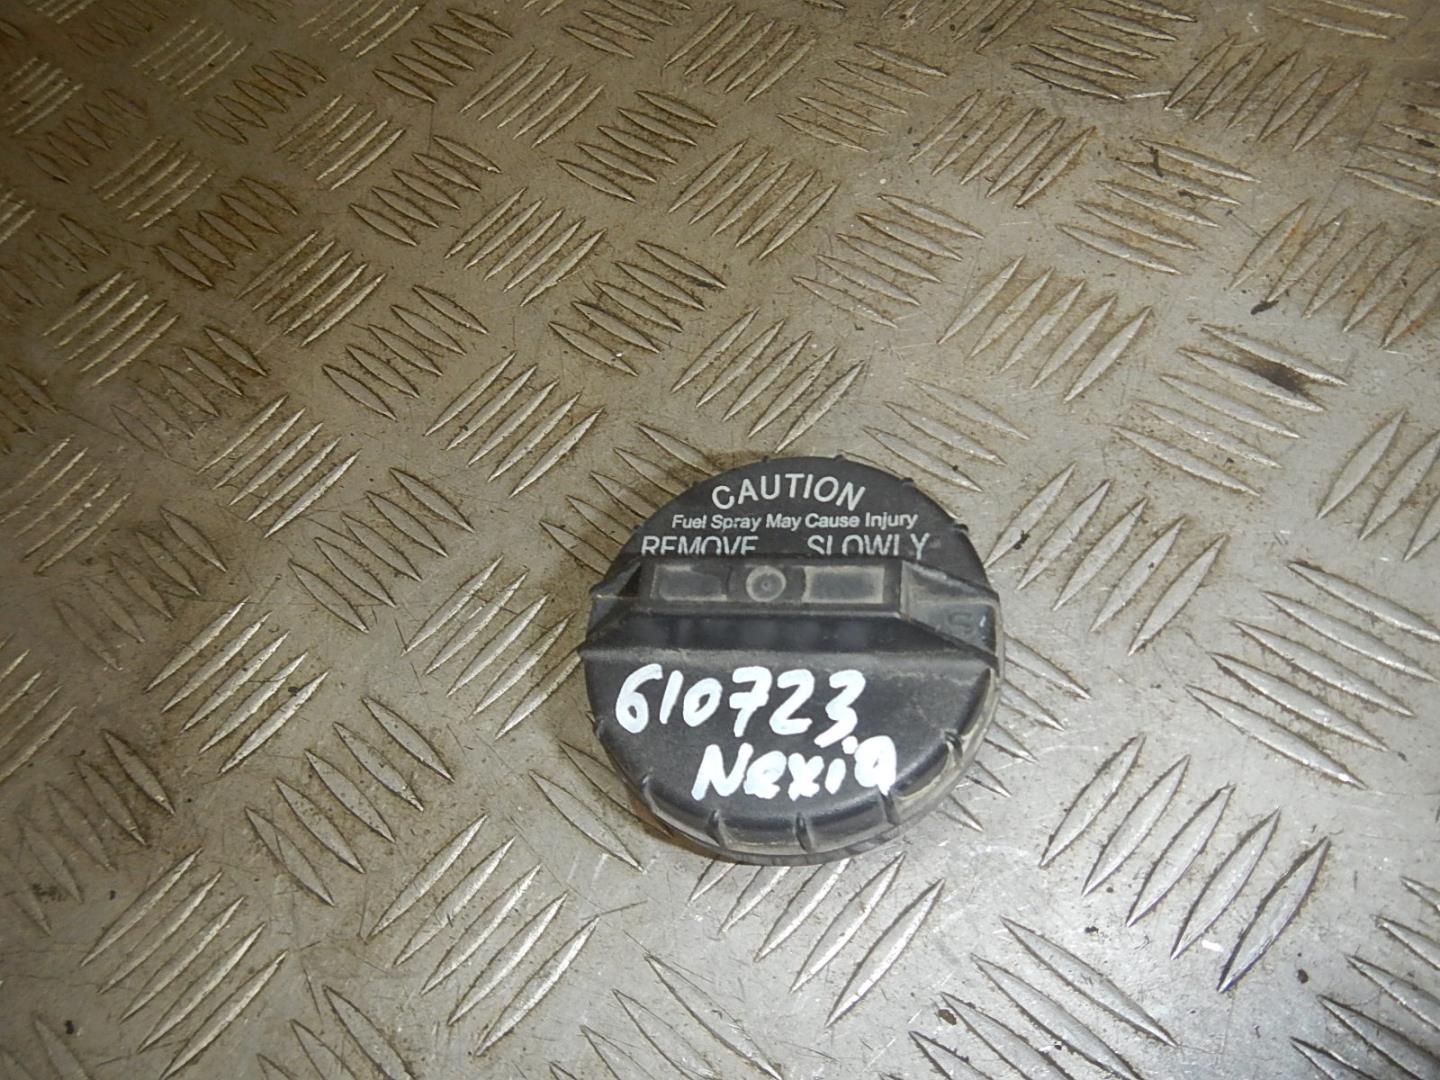 CAUTION
Fuel Spray May Cause Injury
REMOVE SLOWLY
610723
Nexia